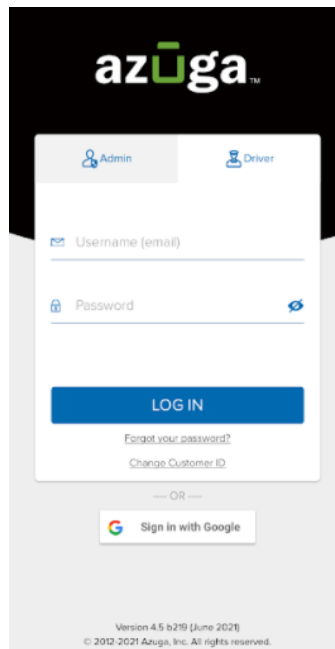 azūga™
Admin
Driver
Username (email)
Password
LOG IN
Forgot your password?
Change Customer ID
OR
Sign in with Google
Version 4.5 b219 (June 2021)
© 2012-2021 Azuga, Inc. All rights reserved.